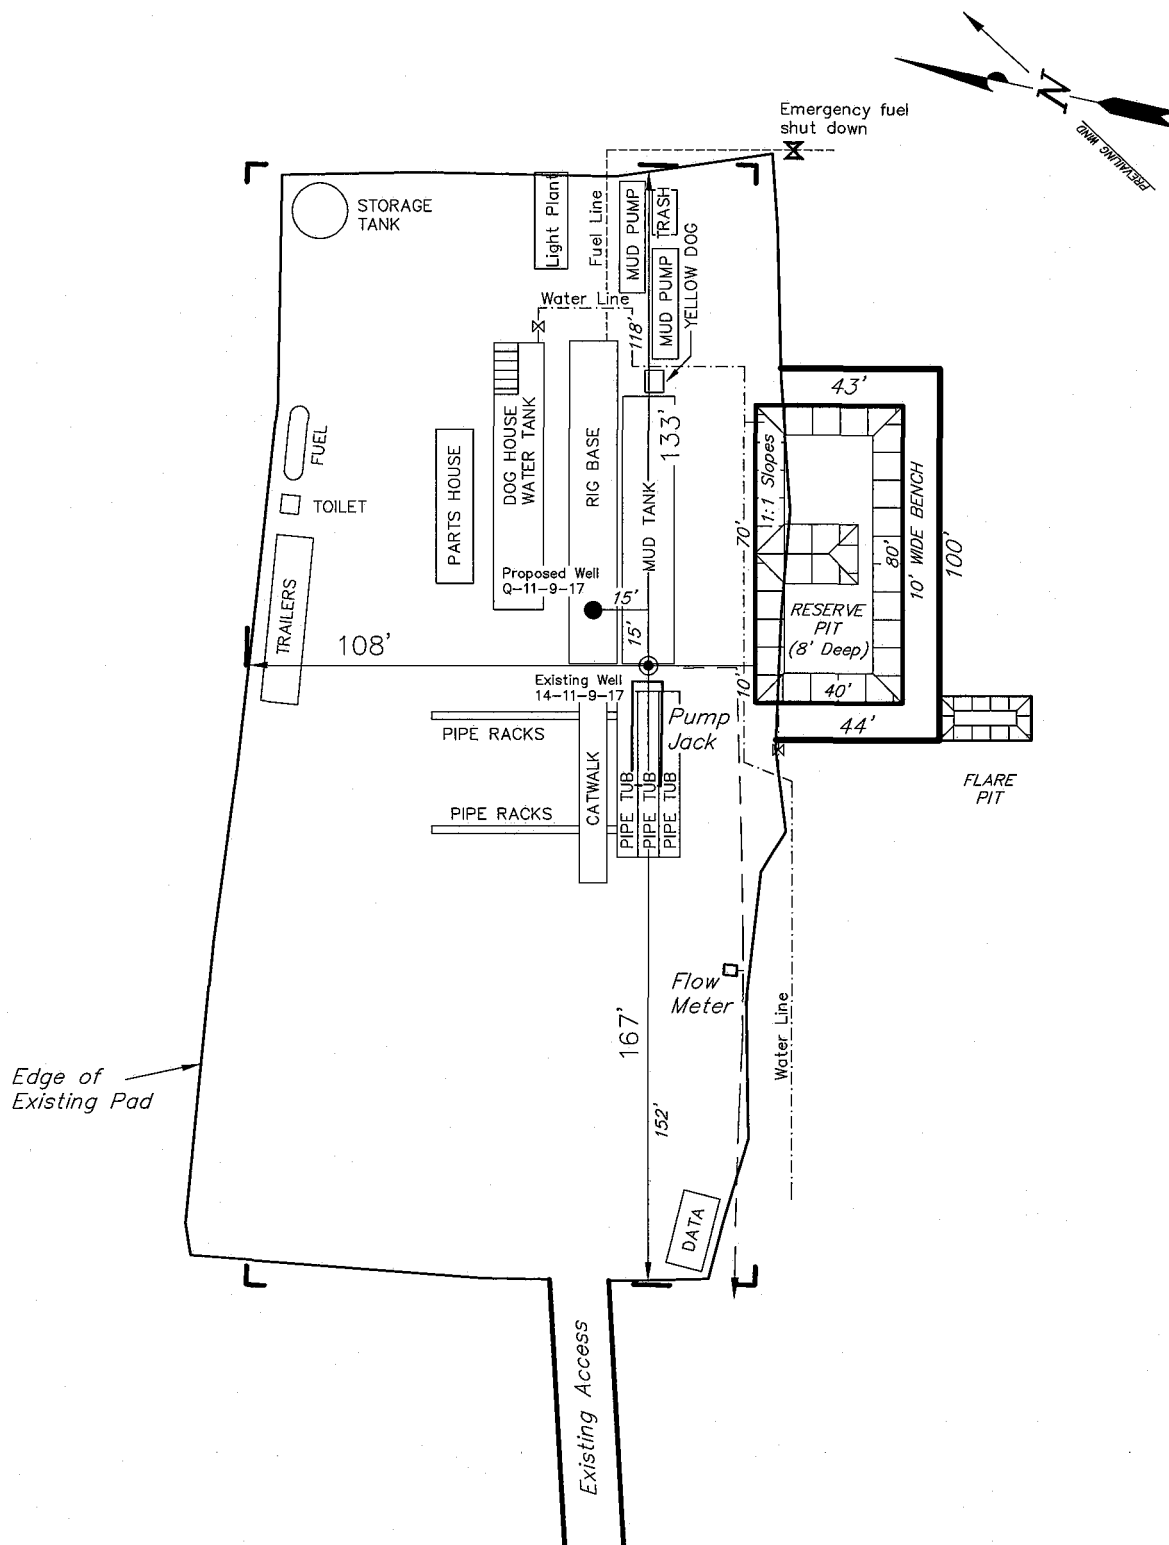 N
PREVAILING WIND
Emergency fuel
shut down
STORAGE
TANK
Light Plant
Fuel Line
MUD PUMP
TRASH
MUD PUMP
YELLOW DOG
Water Line
118'
133'
43'
FUEL
TOILET
PARTS HOUSE
DOG HOUSE
WATER TANK
RIG BASE
MUD TANK
1:1 Slopes
70'
80'
10' WIDE BENCH
100'
Proposed Well
Q-11-9-17
15'
15'
RESERVE
PIT
(8' Deep)
TRAILERS
108'
Existing Well
14-11-9-17
10'
40'
44'
Pump
Jack
PIPE RACKS
CATWALK
PIPE TUB
PIPE TUB
PIPE TUB
PIPE RACKS
FLARE
PIT
Flow
Meter
167'
Water Line
Edge of
Existing Pad
152'
DATA
Existing Access